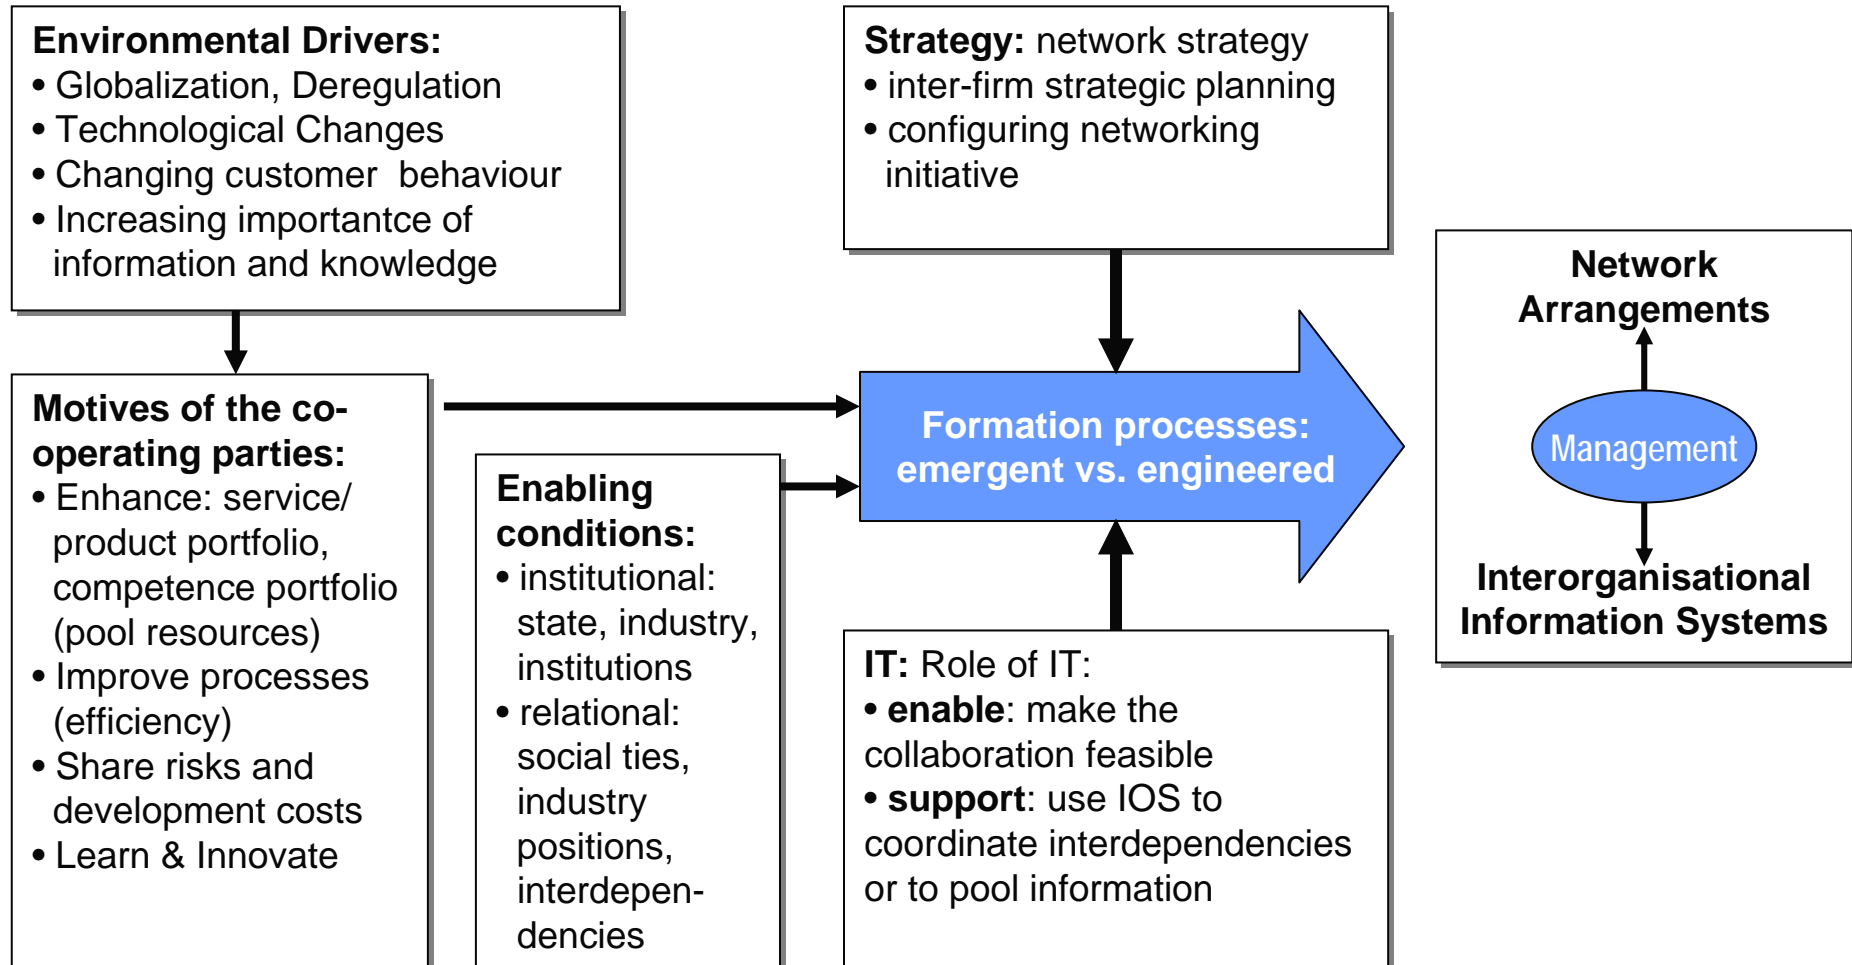 Environmental Drivers:
• Globalization, Deregulation
• Technological Changes
• Changing customer  behaviour
• Increasing importantce of
information and knowledge
Motives of the co-
operating parties:
• Enhance: service/
product portfolio,
competence portfolio
(pool resources)
• Improve processes
(efficiency)
• Share risks and
development costs
• Learn & Innovate
Enabling
conditions:
• institutional:
state, industry,
institutions
• relational:
social ties,
industry
positions,
interdepen-
dencies
Strategy: network strategy
• inter-firm strategic planning
• configuring networking
initiative
Formation processes:
emergent vs. engineered
IT: Role of IT:
• enable: make the
collaboration feasible
• support: use IOS to
coordinate interdependencies
or to pool information
Network
Arrangements
Management
Interorganisational
Information Systems